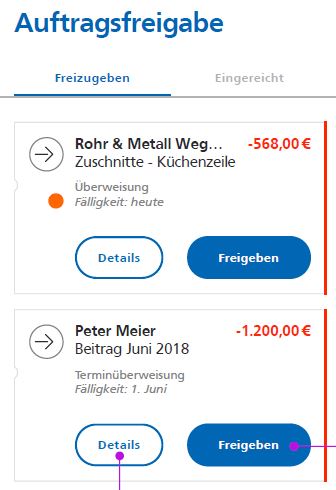 Auftragsfreigabe
Freizugeben Eingereicht
Rohr & Metall Weg... -568,00 €
Zuschnitte - Küchenzeile
Überweisung
Fälligkeit: heute
Details Freigeben
Peter Meier -1.200,00 €
Beitrag Juni 2018
Terminüberweisung
Fälligkeit: 1. Juni
Details Freigeben